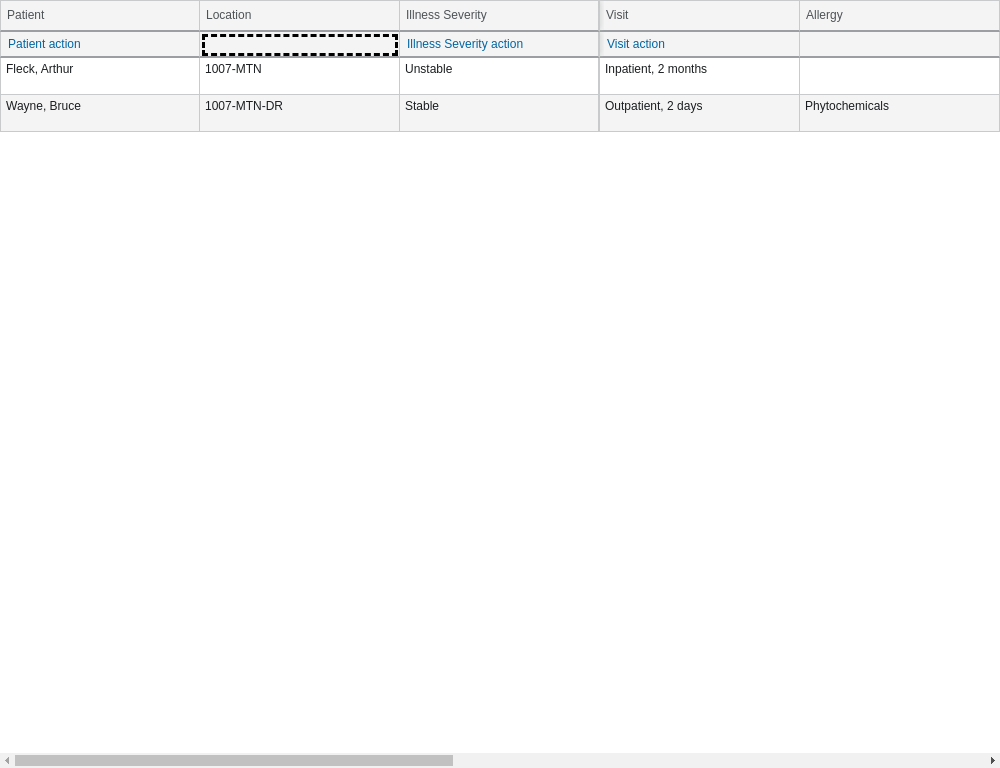 Patient Location Illness Severity Visit Allergy
Patient action Illness Severity action Visit action
Fleck, Arthur 1007-MTN Unstable Inpatient, 2 months
Wayne, Bruce 1007-MTN-DR Stable Outpatient, 2 days Phytochemicals